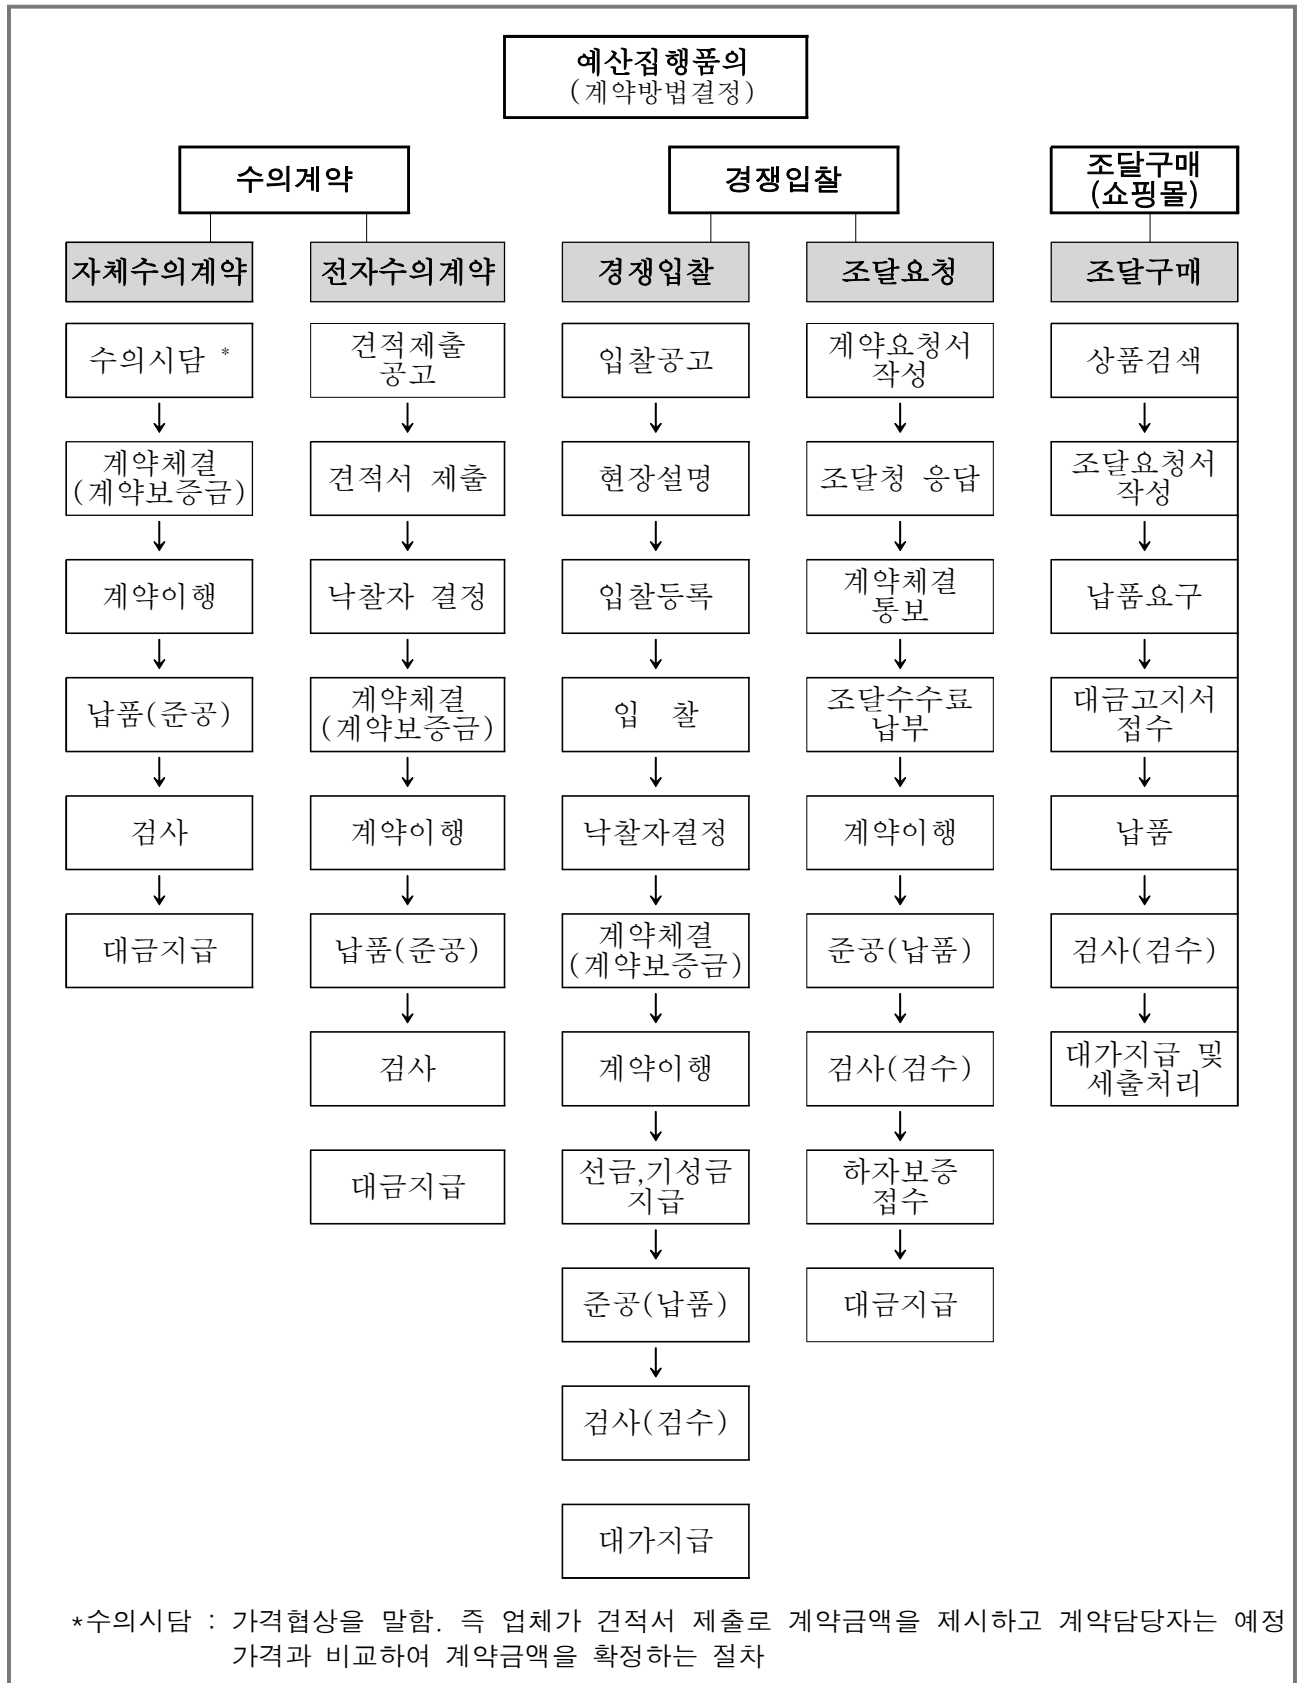 예산집행품의
(계약방법결정)
수의계약
경쟁입찰
조달구매
(쇼핑몰)
자체수의계약
전자수의계약
경쟁입찰
조달요청
조달구매
수의시담 *
계약체결
(계약보증금)
계약이행
납품(준공)
검사
대금지급
견적제출
공고
견적서 제출
낙찰자 결정
계약체결
(계약보증금)
계약이행
납품(준공)
검사
대금지급
입찰공고
현장설명
입찰등록
입 찰
낙찰자결정
계약체결
(계약보증금)
계약이행
선금,기성금
지급
준공(납품)
검사(검수)
대가지급
계약요청서
작성
조달청 응답
계약체결
통보
조달수수료
납부
계약이행
준공(납품)
검사(검수)
하자보증
접수
대금지급
상품검색
조달요청서
작성
납품요구
대금고지서
접수
납품
검사(검수)
대가지급 및
세출처리
*수의시담 : 가격협상을 말함. 즉 업체가 견적서 제출로 계약금액을 제시하고 계약담당자는 예정
가격과 비교하여 계약금액을 확정하는 절차